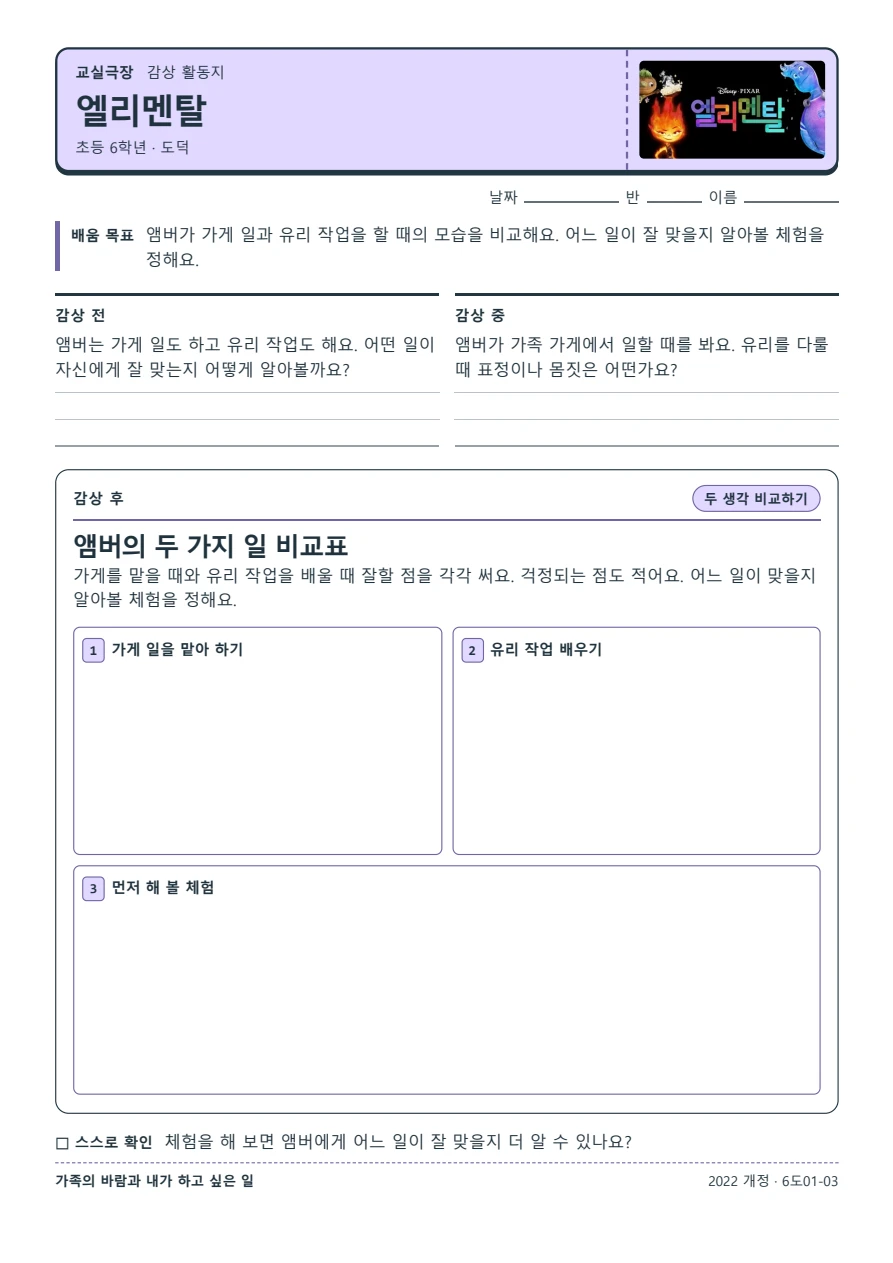 교실극장 감상 활동지
엘리멘탈
초등 6학년 · 도덕
Disney · PIXAR
엘리멘탈
날짜 반 이름
배움 목표 앰버가 가게 일과 유리 작업을 할 때의 모습을 비교해요. 어느 일이 잘 맞을지 알아볼 체험을
정해요.
감상 전
앰버는 가게 일도 하고 유리 작업도 해요. 어떤 일이
자신에게 잘 맞는지 어떻게 알아볼까요?
감상 중
앰버가 가족 가게에서 일할 때를 봐요. 유리를 다룰
때 표정이나 몸짓은 어떤가요?
감상 후
두 생각 비교하기
앰버의 두 가지 일 비교표
가게를 맡을 때와 유리 작업을 배울 때 잘할 점을 각각 써요. 걱정되는 점도 적어요. 어느 일이 맞을지
알아볼 체험을 정해요.
1 가게 일을 맡아 하기
2 유리 작업 배우기
3 먼저 해 볼 체험
□ 스스로 확인 체험을 해 보면 앰버에게 어느 일이 잘 맞을지 더 알 수 있나요?
가족의 바람과 내가 하고 싶은 일
2022 개정 · 6도01-03